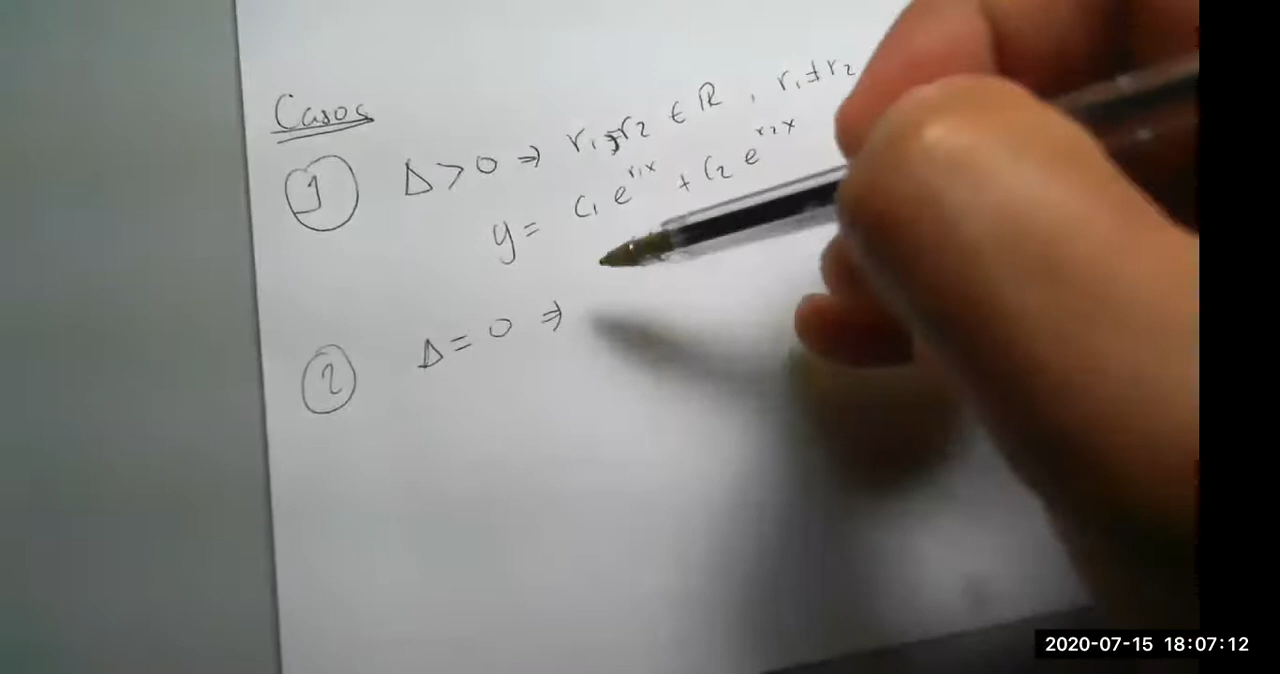 Casos
1 Δ > 0 ⇒ r₁, r₂ ∈ ℝ, r₁ ≠ r₂
y = c₁ e^{r₁x} + c₂ e^{r₂x}
2 Δ = 0 ⇒
2020-07-15 18:07:12